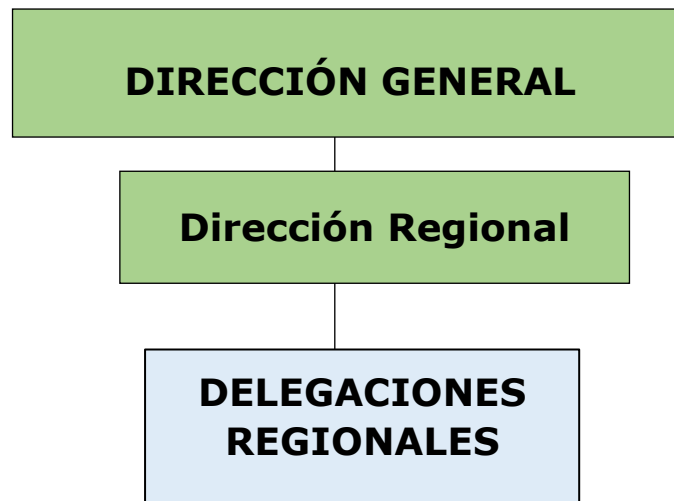 DIRECCIÓN GENERAL
Dirección Regional
DELEGACIONES
REGIONALES